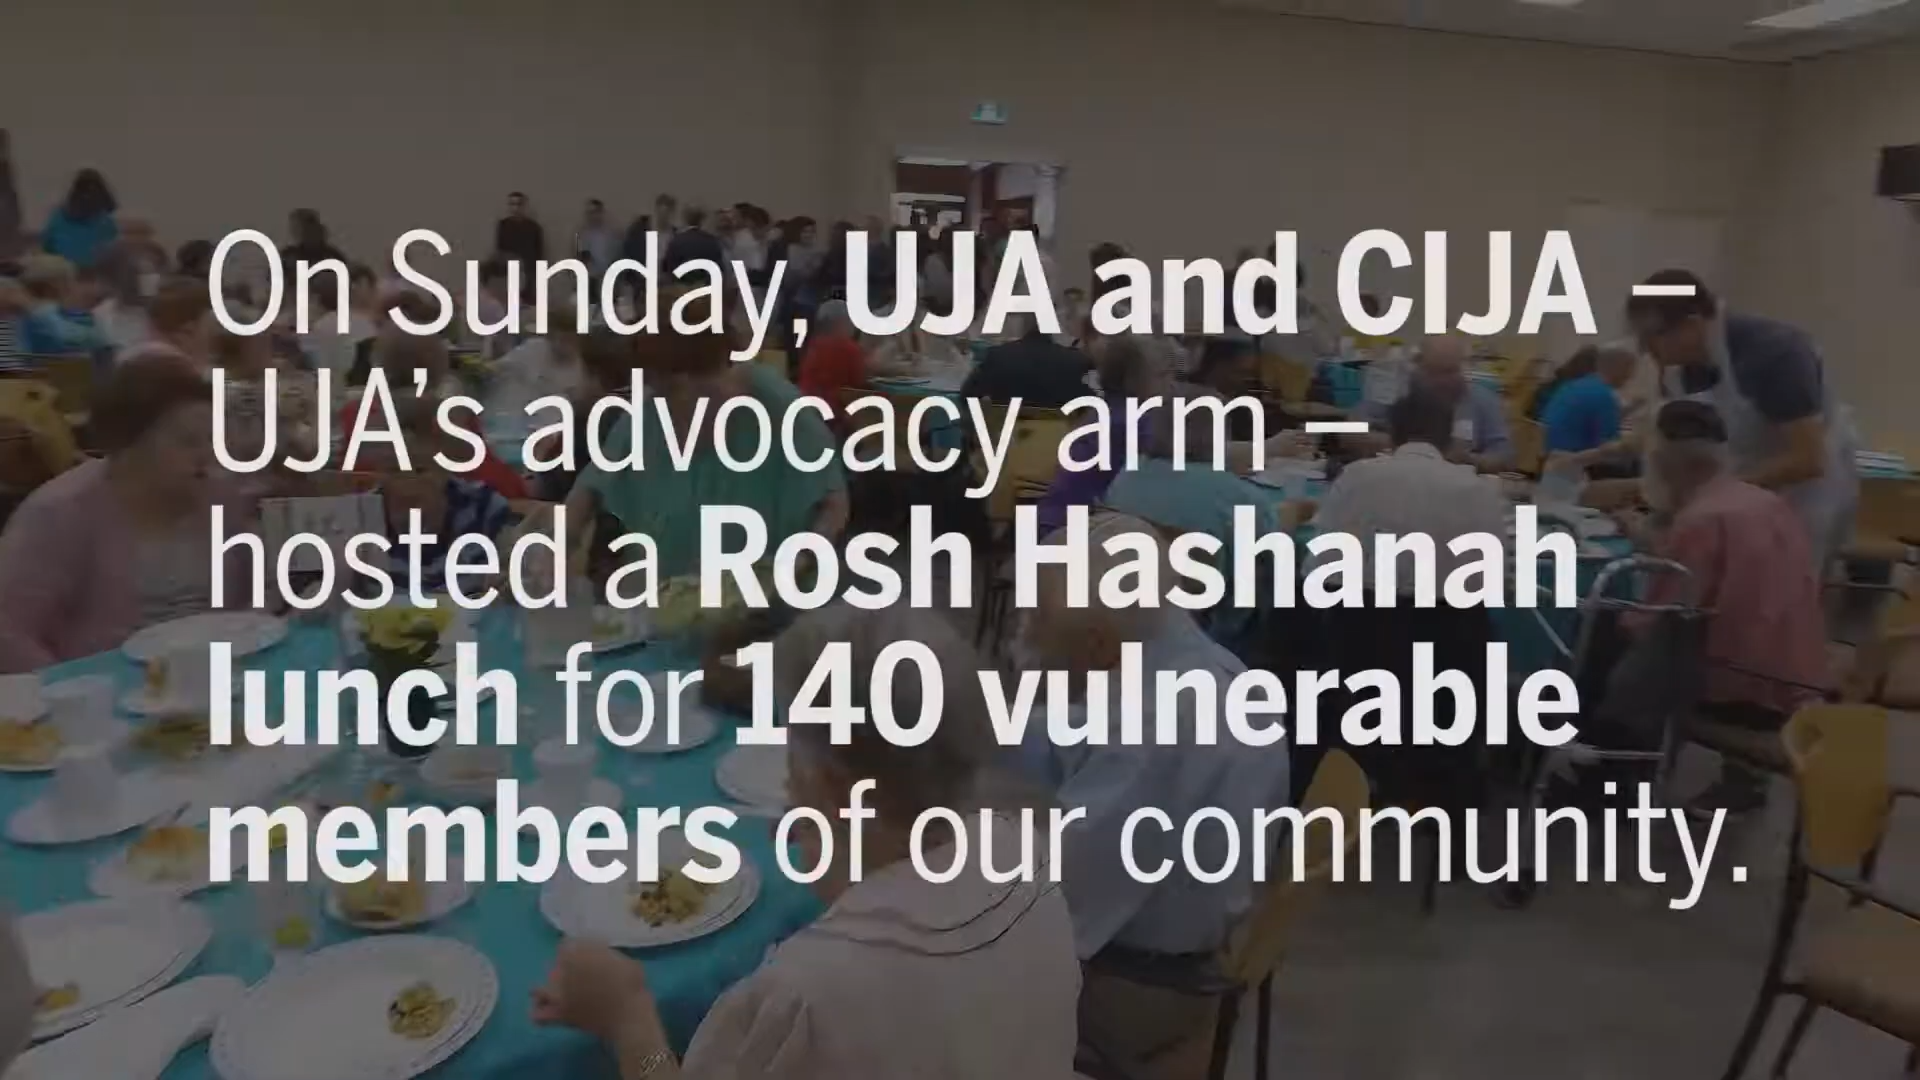 On Sunday, UJA and CIJA –
UJA’s advocacy arm –
hosted a Rosh Hashanah
lunch for 140 vulnerable
members of our community.